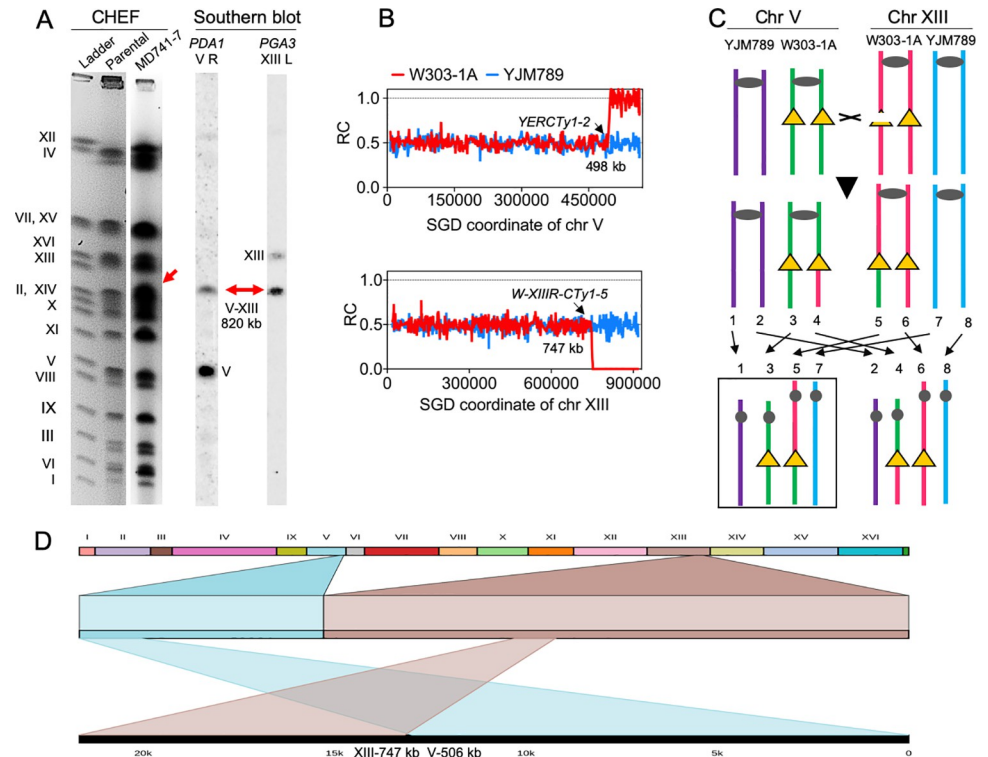 A
CHEF
Southern blot
Ladder
Parental
MD741-7
PDA1
V R
PGA3
XIII L
XII
IV
VII, XV
XVI
XIII
II, XIV
X
XI
V
VIII
IX
III
VI
I
XIII
V-XIII
820 kb
V
B
W303-1A YJM789
1.0
0.5
0.0
RC
YERCTy1-2
498 kb
0 150000 300000 450000
SGD coordinate of chr V
1.0
0.5
0.0
RC
W-XIIIR-CTy1-5
747 kb
0 300000 600000 900000
SGD coordinate of chr XIII
C
Chr V Chr XIII
YJM789 W303-1A W303-1A YJM789
1 2 3 4 5 6 7 8
1 3 5 7 2 4 6 8
D
I II III IV IX V VI VII VIII X XI XII XIII XIV XV XVI
20k 15k XIII-747 kb V-506 kb 10k 5k 0